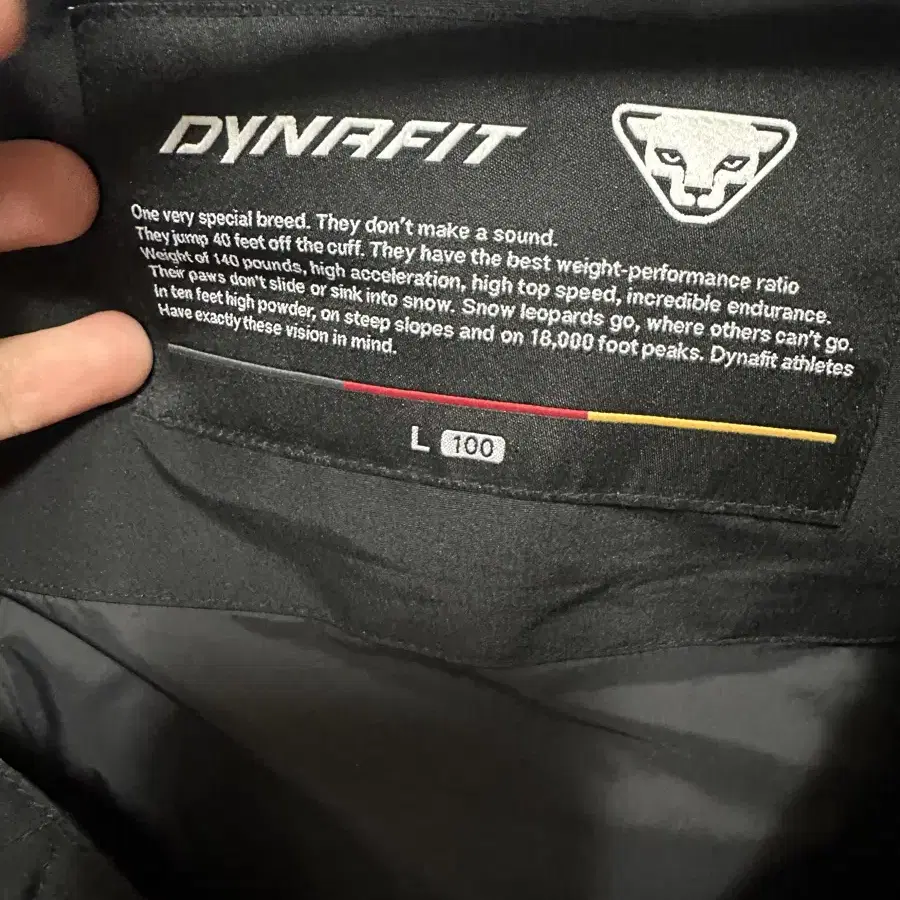 DYNAFIT
One very special breed. They don't make a sound.
They jump 40 feet off the cuff. They have the best weight-performance ratio
Weight of 140 pounds, high acceleration, high top speed, incredible endurance.
Their paws don't slide or sink into snow. Snow leopards go, where others can't go.
In ten feet high powder, on steep slopes and on 18,000 foot peaks. Dynafit athletes
Have exactly these vision in mind.
L 100